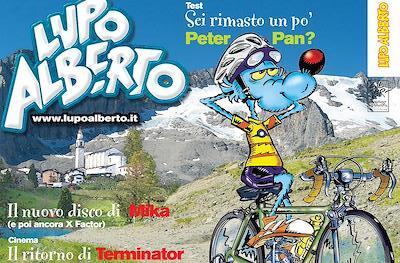 LUPO
ALBERTO
www.lupoalberto.it
Test
Sei rimasto un po'
Peter Pan?
LUPO ALBERTO
Il nuovo disco di Mika
(e poi ancora X Factor)
Cinema
Il ritorno di Terminator